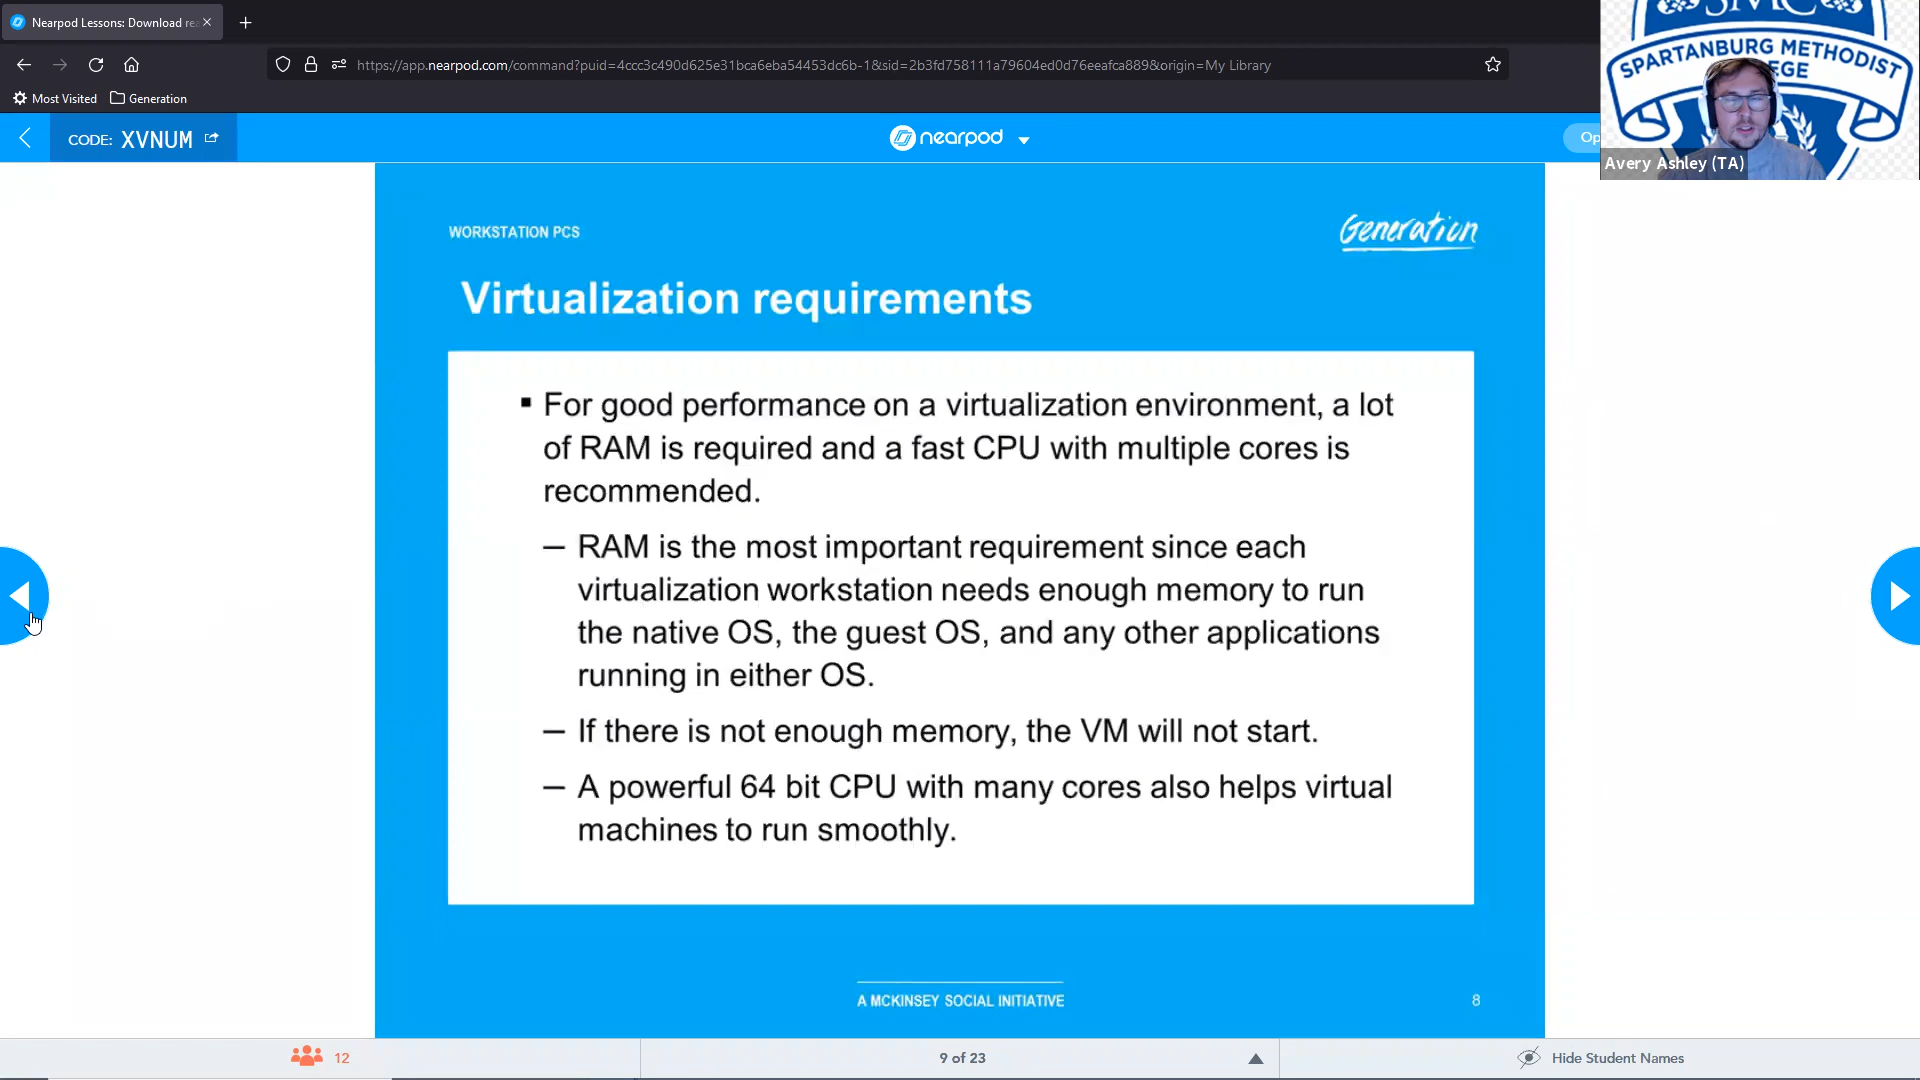 Nearpod Lessons: Download rea
https://app.nearpod.com/command?puid=4ccc3c490d625e31bca6eba54453dc6b-1&sid=2b3fd758111a79604ed0d76eeafca889&origin=My Library
Most Visited
Generation
CODE: XVNUM
nearpod
Op
SMC
SPARTANBURG METHODIST
EGE
Avery Ashley (TA)
WORKSTATION PCS
Generation
Virtualization requirements
▪ For good performance on a virtualization environment, a lot
of RAM is required and a fast CPU with multiple cores is
recommended.
– RAM is the most important requirement since each
virtualization workstation needs enough memory to run
the native OS, the guest OS, and any other applications
running in either OS.
– If there is not enough memory, the VM will not start.
– A powerful 64 bit CPU with many cores also helps virtual
machines to run smoothly.
A MCKINSEY SOCIAL INITIATIVE
8
12
9 of 23
Hide Student Names